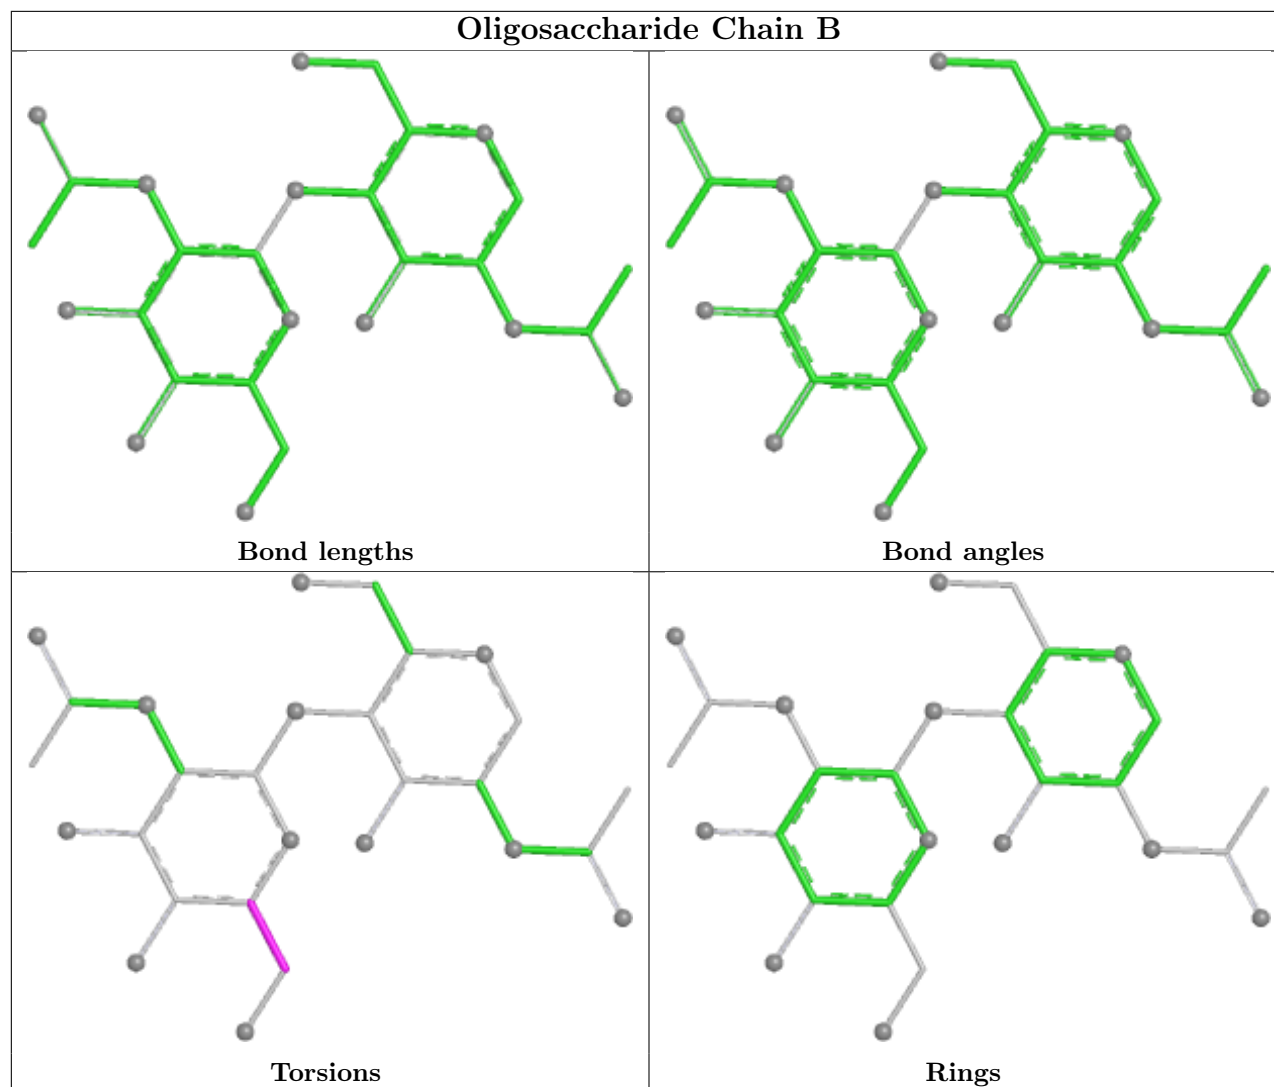 Oligosaccharide Chain B
Bond lengths
Bond angles
Torsions
Rings